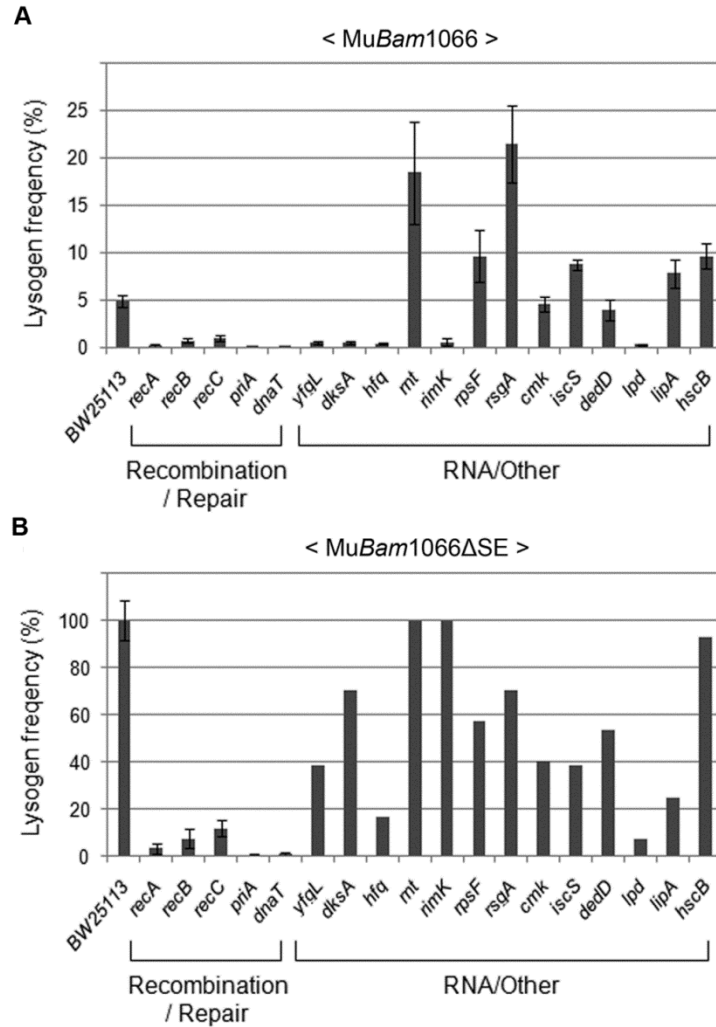 A
< MuBam1066 >
Lysogen freqency (%)
25
20
15
10
5
0
BW25113
recA
recB
recC
priA
dnaT
yfgL
dksA
hfq
rnt
rimK
rpsF
rsgA
cmk
iscS
dedD
lpd
lipA
hscB
Recombination
/ Repair
RNA/Other
B
< MuBam1066ΔSE >
Lysogen freqency (%)
100
80
60
40
20
0
BW25113
recA
recB
recC
priA
dnaT
yfgL
dksA
hfq
rnt
rimK
rpsF
rsgA
cmk
iscS
dedD
lpd
lipA
hscB
Recombination
/ Repair
RNA/Other